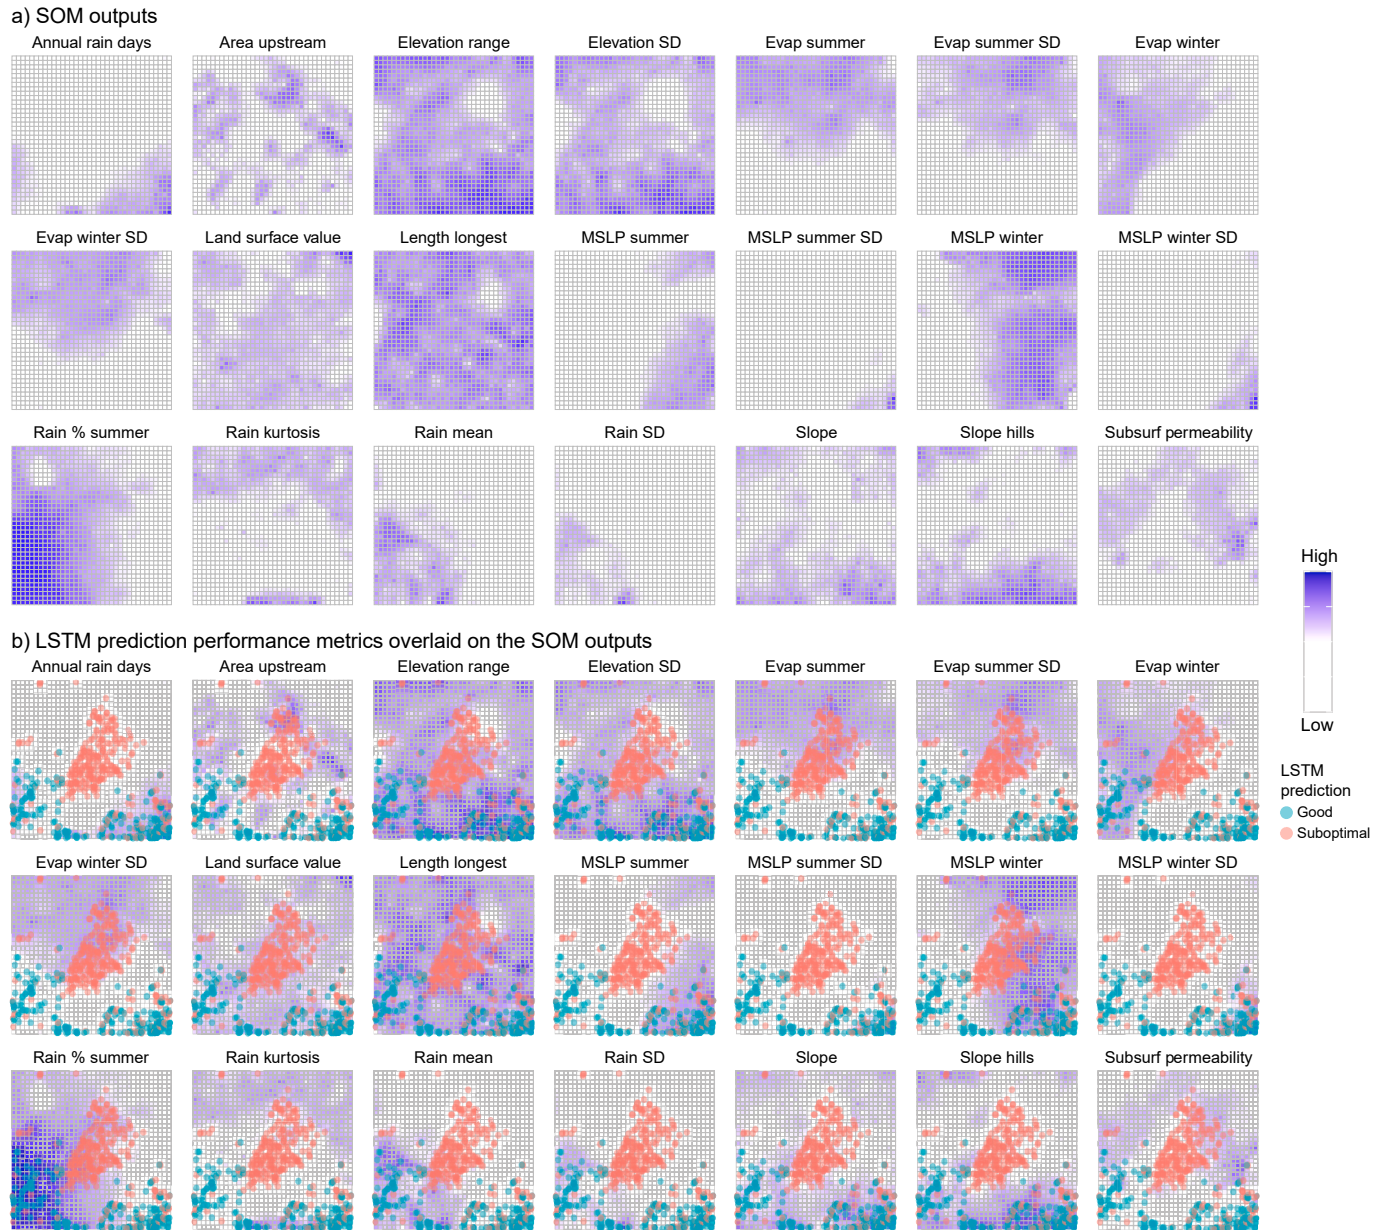 a) SOM outputs
Annual rain days
Area upstream
Elevation range
Elevation SD
Evap summer
Evap summer SD
Evap winter
Evap winter SD
Land surface value
Length longest
MSLP summer
MSLP summer SD
MSLP winter
MSLP winter SD
Rain % summer
Rain kurtosis
Rain mean
Rain SD
Slope
Slope hills
Subsurf permeability
High
Low
b) LSTM prediction performance metrics overlaid on the SOM outputs
Annual rain days
Area upstream
Elevation range
Elevation SD
Evap summer
Evap summer SD
Evap winter
LSTM
prediction
Good
Suboptimal
Evap winter SD
Land surface value
Length longest
MSLP summer
MSLP summer SD
MSLP winter
MSLP winter SD
Rain % summer
Rain kurtosis
Rain mean
Rain SD
Slope
Slope hills
Subsurf permeability